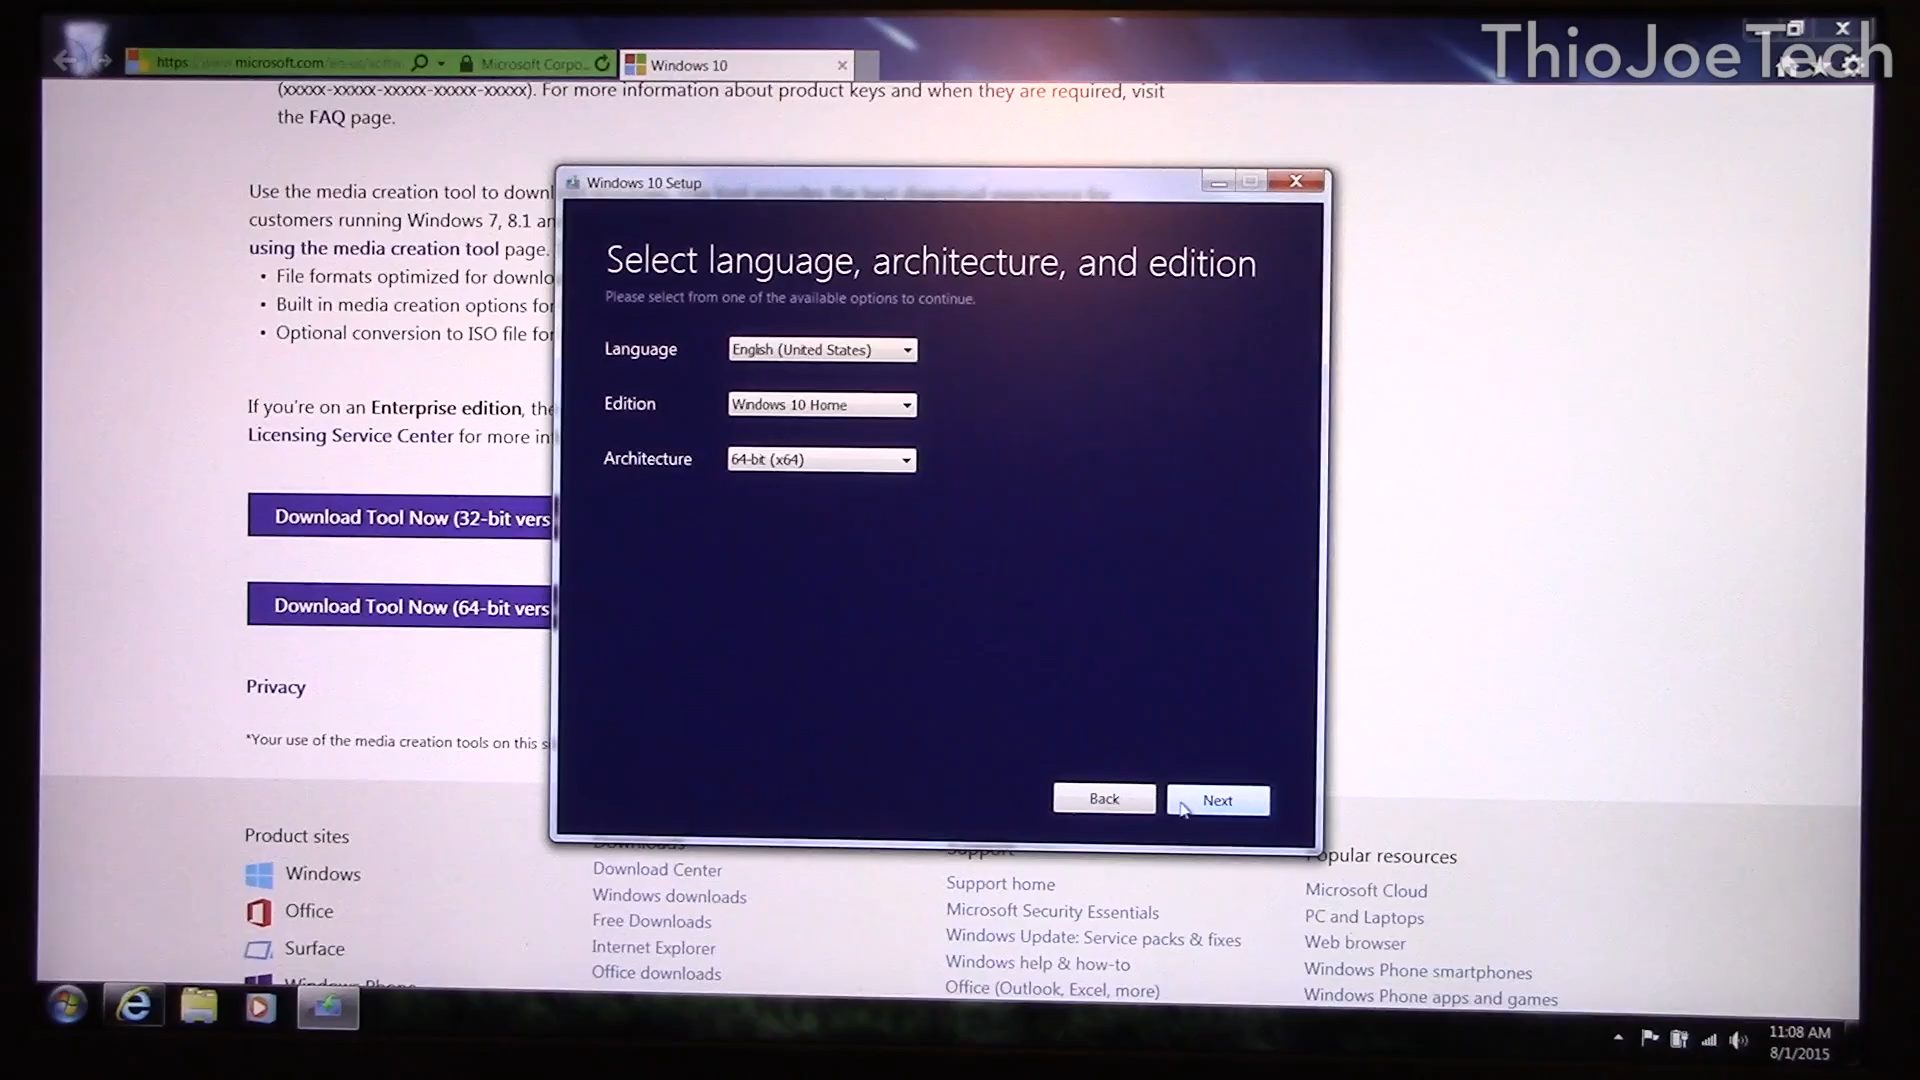 ThioJoeTech
https
microsoft.com
Microsoft Corpo...
Windows 10
(xxxxx-xxxxx-xxxxx-xxxxx-xxxxx). For more information about product keys and when they are required, visit
the FAQ page.
Use the media creation tool to downl
customers running Windows 7, 8.1 an
using the media creation tool page.
• File formats optimized for downlo
• Built in media creation options for
• Optional conversion to ISO file for
If you're on an Enterprise edition, the
Licensing Service Center for more in
Download Tool Now (32-bit vers
Download Tool Now (64-bit vers
Privacy
*Your use of the media creation tools on this s
Windows 10 Setup
Select language, architecture, and edition
Please select from one of the available options to continue.
Language English (United States)
Edition Windows 10 Home
Architecture 64-bit (x64)
Back Next
Product sites
Windows
Office
Surface
Windows Phone
Downloads
Download Center
Windows downloads
Free Downloads
Internet Explorer
Office downloads
Support
Support home
Microsoft Security Essentials
Windows Update: Service packs & fixes
Windows help & how-to
Office (Outlook, Excel, more)
Popular resources
Microsoft Cloud
PC and Laptops
Web browser
Windows Phone smartphones
Windows Phone apps and games
11:08 AM
8/1/2015